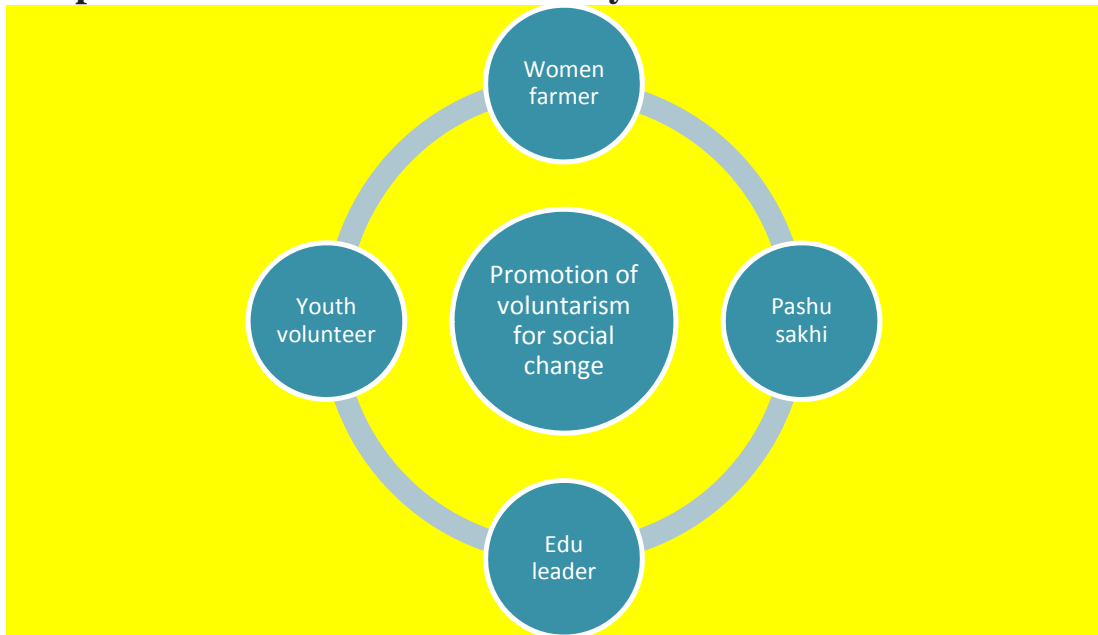 Women
farmer
Youth
volunteer
Promotion of
voluntarism
for social
change
Pashu
sakhi
Edu
leader